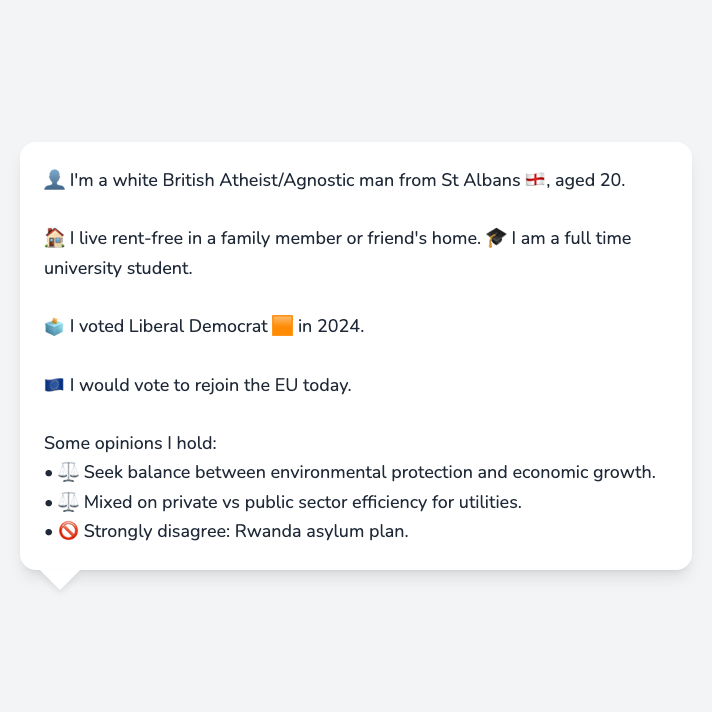 👤 I'm a white British Atheist/Agnostic man from St Albans 🏴󠁧󠁢󠁥󠁮󠁧󠁿, aged 20.
🏠 I live rent-free in a family member or friend's home. 🎓 I am a full time
university student.
🗳️ I voted Liberal Democrat 🟧 in 2024.
🇪🇺 I would vote to rejoin the EU today.
Some opinions I hold:
• ⚖️ Seek balance between environmental protection and economic growth.
• ⚖️ Mixed on private vs public sector efficiency for utilities.
• 🚫 Strongly disagree: Rwanda asylum plan.